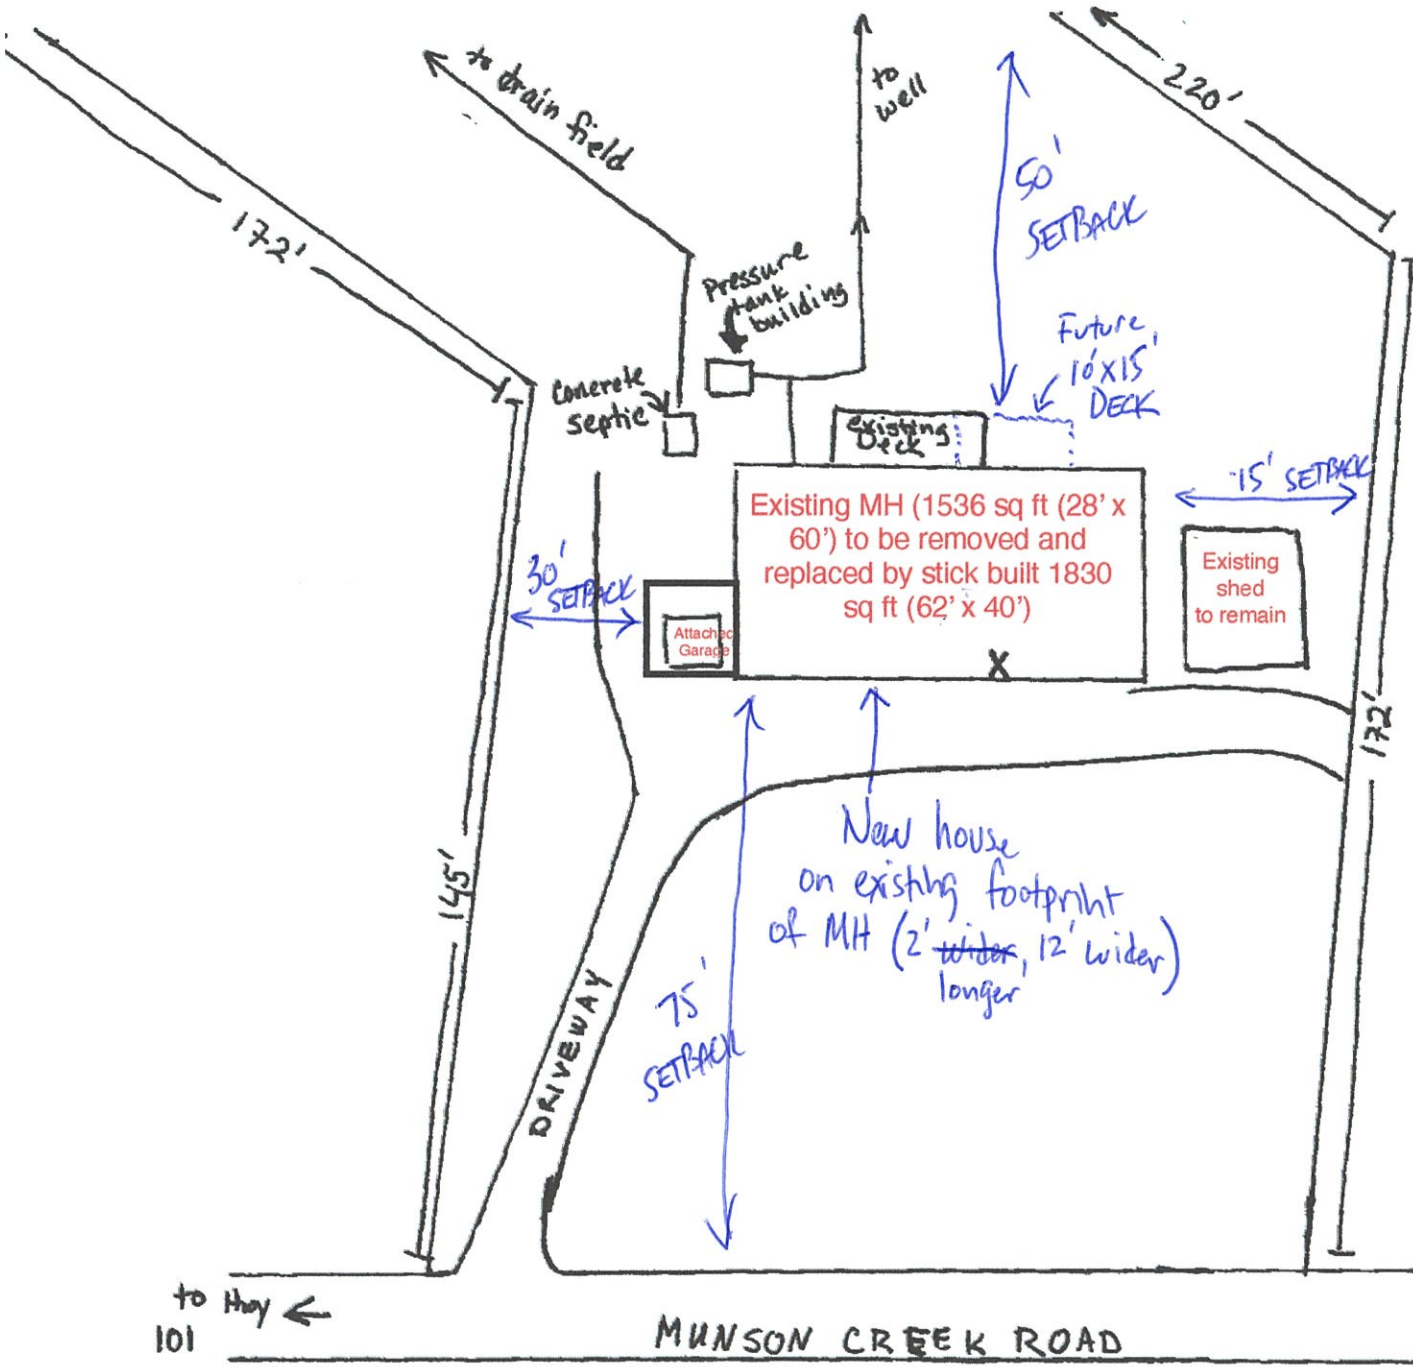 to drain field
to
well
220'
172'
50'
SETBACK
Pressure
tank
building
Future
10'x15'
DECK
Concrete
septic
existing
Deck
15' SETBACK
Existing MH (1536 sq ft (28' x
60') to be removed and
replaced by stick built 1830
sq ft (62' x 40')
Existing
shed
to remain
30'
SETBACK
Attached
Garage
X
172'
New house
on existing footprint
of MH (2' wider, 12' wider)
longer
145'
75'
SETBACK
DRIVEWAY
to Hwy
101
MUNSON CREEK ROAD